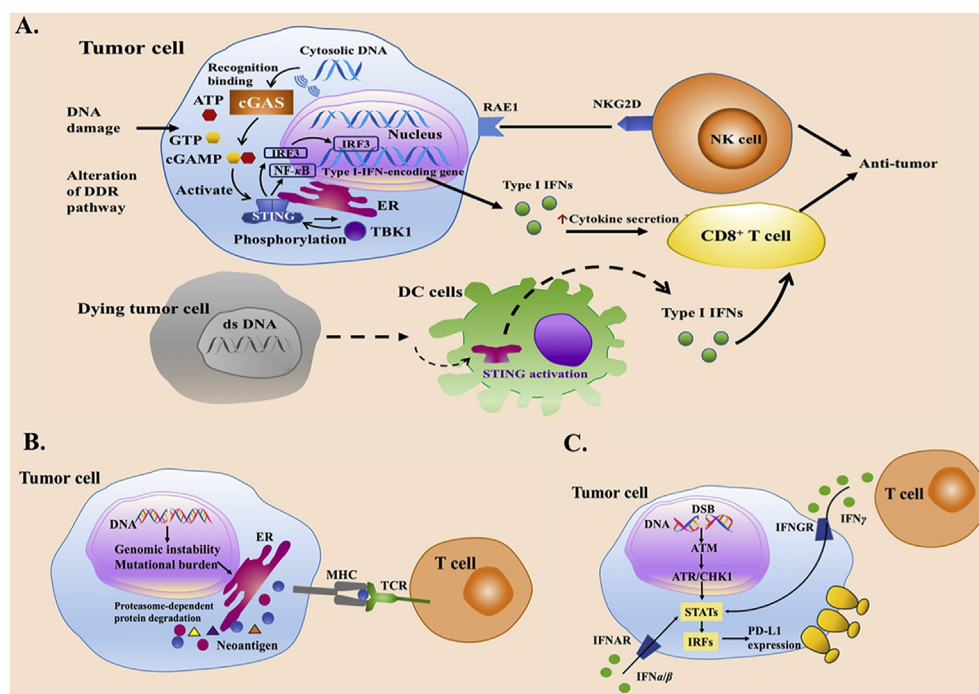 A.
Tumor cell
Cytosolic DNA
Recognition
binding
ATP
cGAS
DNA
damage
GTP
cGAMP
Nucleus
IRF3
IRF3
NF-κB
Type I-IFN-encoding gene
Alteration
of DDR
pathway
Activate
STING
ER
Phosphorylation
TBK1
RAE1
NKG2D
NK cell
Anti-tumor
Type I IFNs
Cytokine secretion
CD8+ T cell
Dying tumor cell
ds DNA
DC cells
STING activation
Type I IFNs
B.
Tumor cell
DNA
Genomic instability
Mutational burden
ER
Proteasome-dependent
protein degradation
Neoantigen
MHC
TCR
T cell
C.
Tumor cell
T cell
DSB
DNA
IFNGR
IFNγ
ATM
ATR/CHK1
STATs
IFNAR
IRFs
PD-L1
expression
IFNα/β